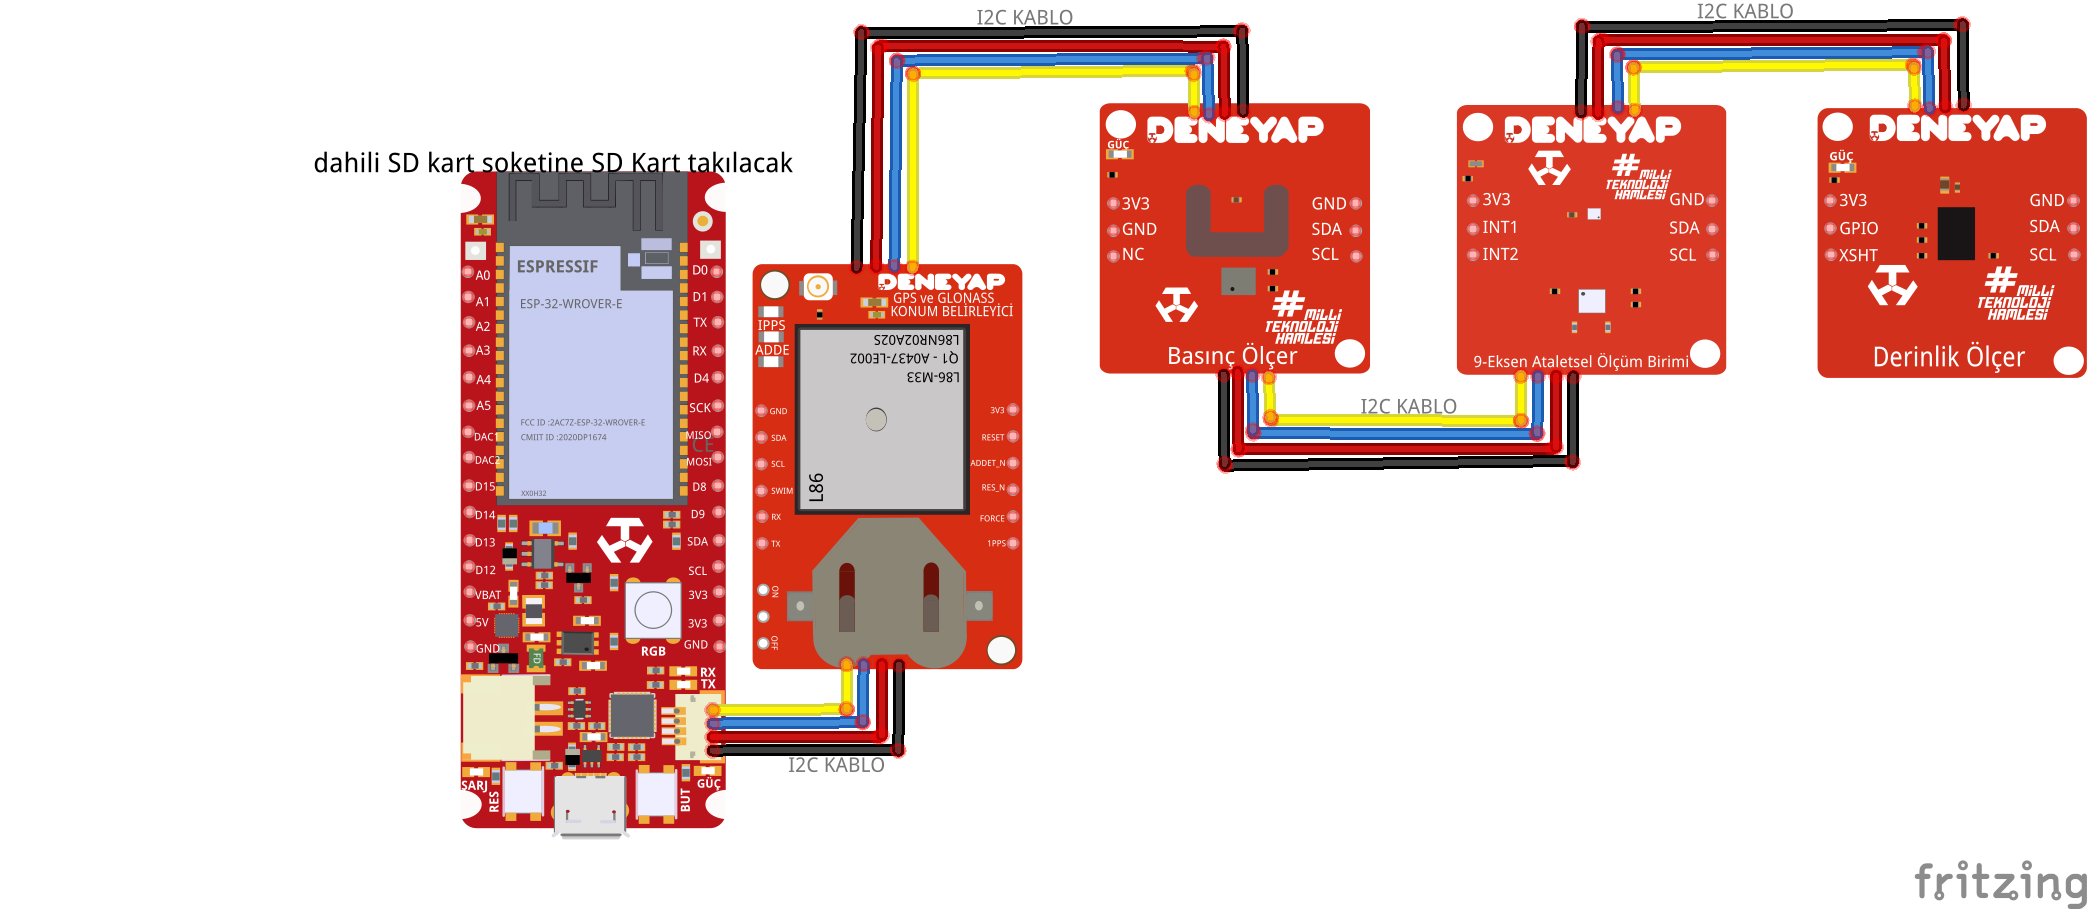 I2C KABLO
I2C KABLO
dahili SD kart soketine SD Kart takılacak
ESPRESSIF
ESP-32-WROVER-E
FCC ID :2AC7Z-ESP-32-WROVER-E
CMIIT ID :2020DP1674
CE
XX0H32
A0
A1
A2
A3
A4
A5
DAC1
DAC2
D15
D14
D13
D12
VBAT
5V
GND
D0
D1
TX
RX
D4
SCK
MISO
MOSI
D8
D9
SDA
SCL
3V3
3V3
GND
FD
RGB
RX
TX
ŞARJ
RES
BUT
GÜÇ
I2C KABLO
DENEYAP
GPS ve GLONASS
KONUM BELİRLEYİCİ
IPPS
ADDE
L86NR02A02S
Q1 - A0437-LE002
L86-M33
L86
GND
SDA
SCL
SWIM
RX
TX
3V3
RESET
ADDET_N
RES_N
FORCE
1PPS
ON
OFF
DENEYAP
GÜÇ
3V3
GND
NC
GND
SDA
SCL
#MİLLİ
TEKNOLOJİ
HAMLESİ
Basınç Ölçer
I2C KABLO
DENEYAP
#MİLLİ
TEKNOLOJİ
HAMLESİ
3V3
INT1
INT2
GND
SDA
SCL
9-Eksen Ataletsel Ölçüm Birimi
DENEYAP
GÜÇ
3V3
GPIO
XSHT
GND
SDA
SCL
#MİLLİ
TEKNOLOJİ
HAMLESİ
Derinlik Ölçer
fritzing